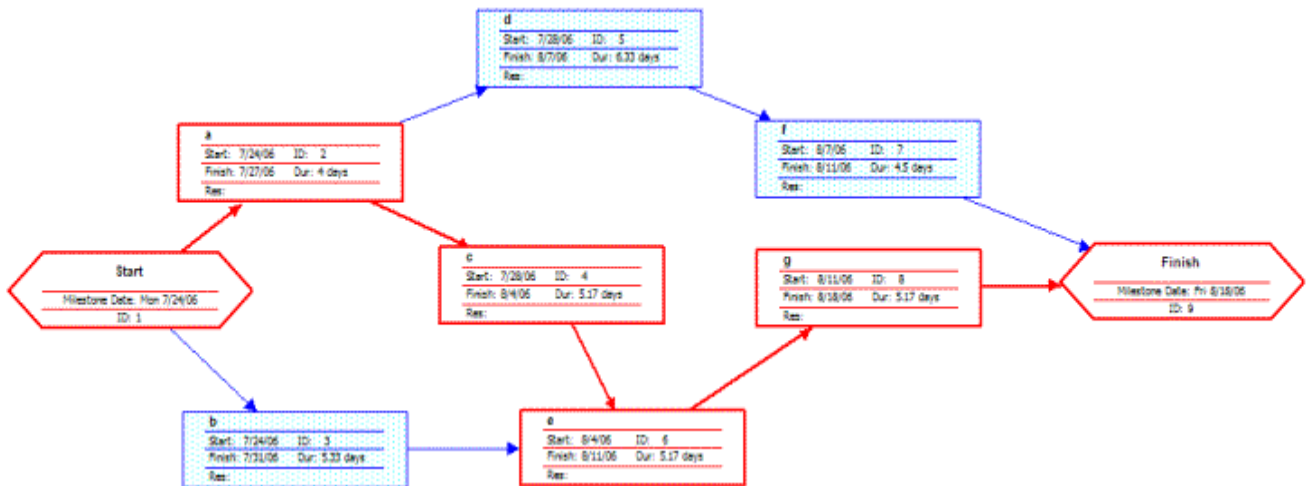 d
Start: 7/28/06 ID: 5
Finish: 8/7/06 Dur: 6.33 days
Res:
a
Start: 7/24/06 ID: 2
Finish: 7/27/06 Dur: 4 days
Res:
f
Start: 8/7/06 ID: 7
Finish: 8/11/06 Dur: 4.5 days
Res:
Start
Milestone Date: Mon 7/24/06
ID: 1
c
Start: 7/28/06 ID: 4
Finish: 8/4/06 Dur: 5.17 days
Res:
g
Start: 8/11/06 ID: 8
Finish: 8/18/06 Dur: 5.17 days
Res:
Finish
Milestone Date: Fri 8/18/06
ID: 9
b
Start: 7/24/06 ID: 3
Finish: 7/31/06 Dur: 5.33 days
Res:
e
Start: 8/4/06 ID: 6
Finish: 8/11/06 Dur: 5.17 days
Res: